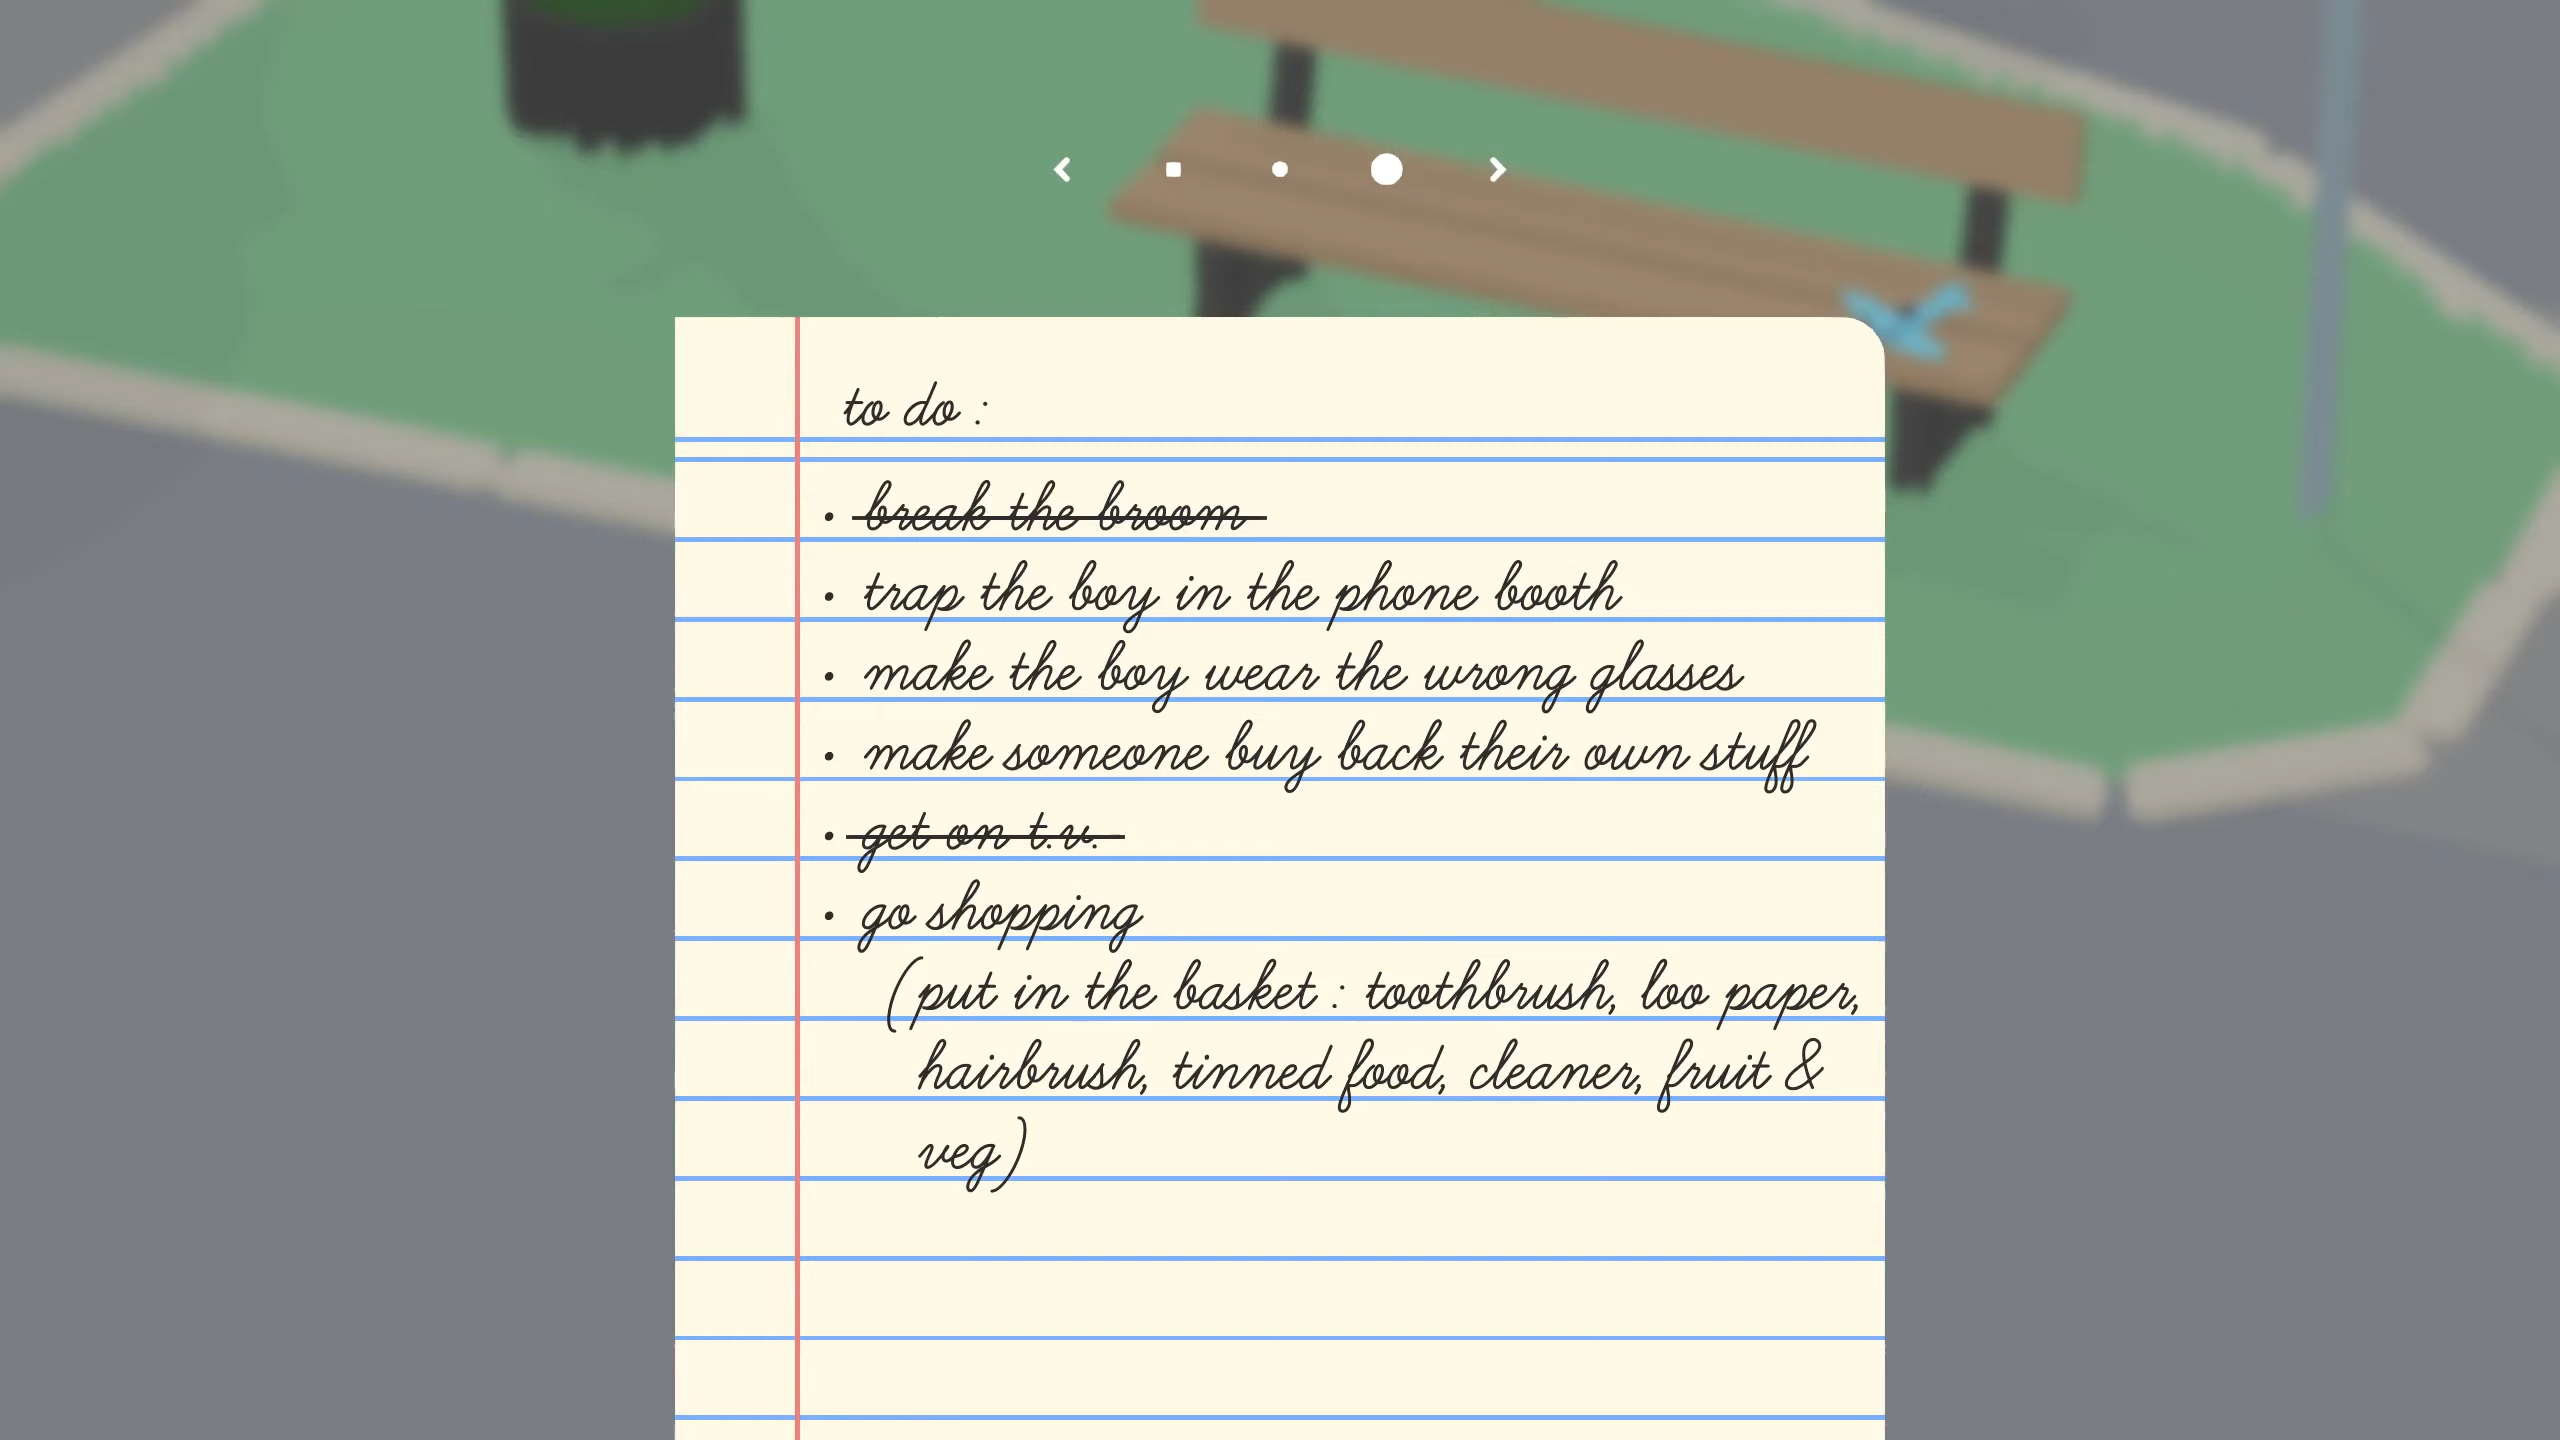 to do :
• break the broom
• trap the boy in the phone booth
• make the boy wear the wrong glasses
• make someone buy back their own stuff
• get on t.v.
• go shopping
(put in the basket : toothbrush, loo paper,
hairbrush, tinned food, cleaner, fruit &
veg)